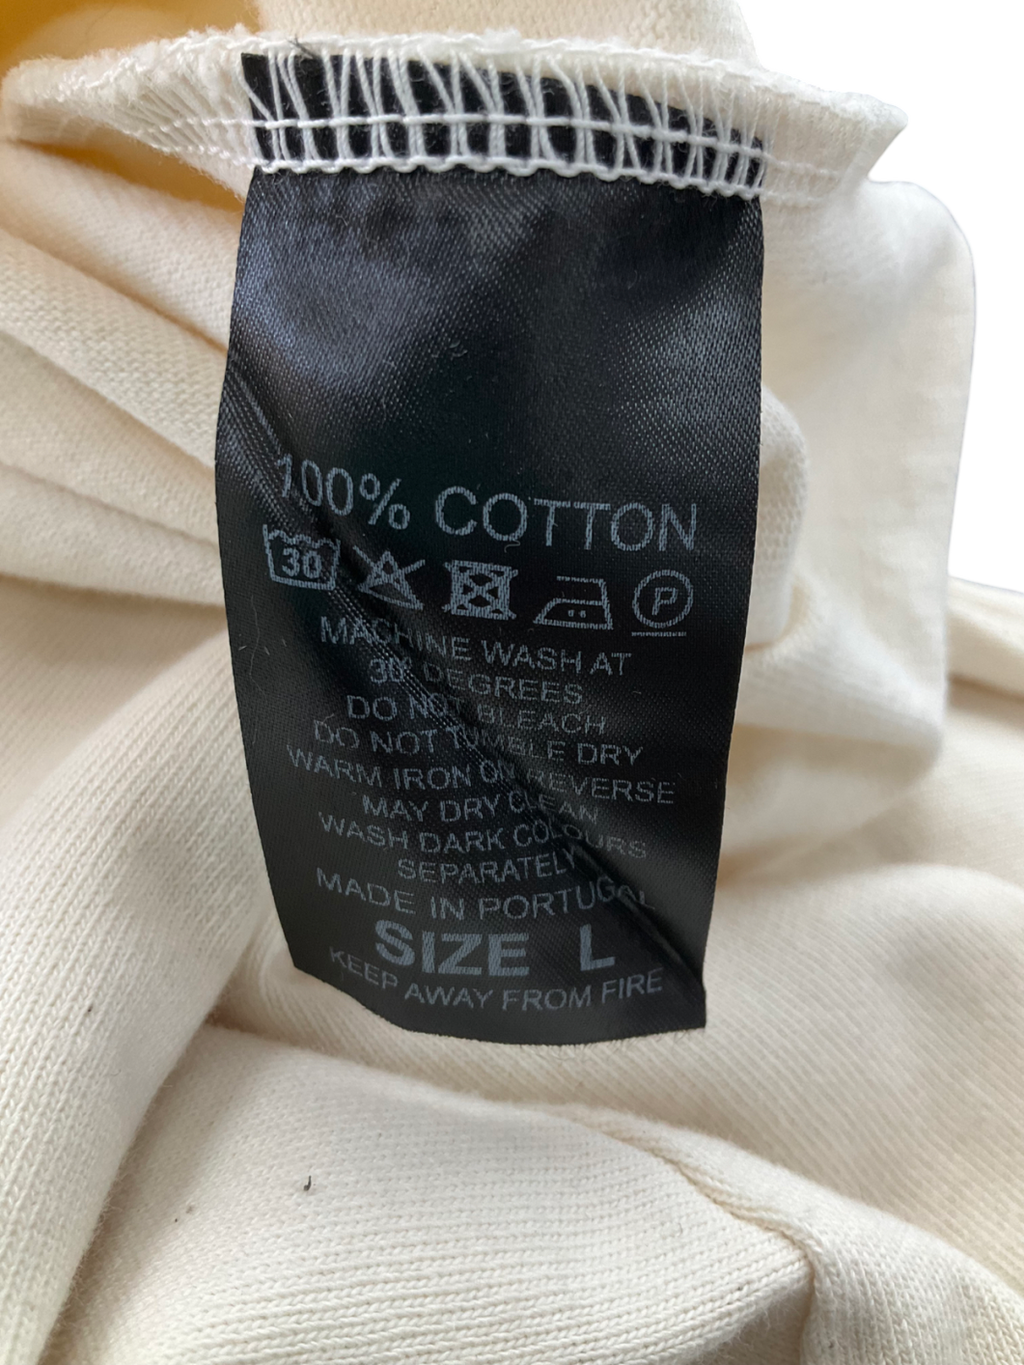 100% COTTON
30 P
MACHINE WASH AT
30° DEGREES
DO NOT BLEACH
DO NOT TUMBLE DRY
WARM IRON ON REVERSE
MAY DRY CLEAN
WASH DARK COLOURS
SEPARATELY
MADE IN PORTUGAL
SIZE L
KEEP AWAY FROM FIRE